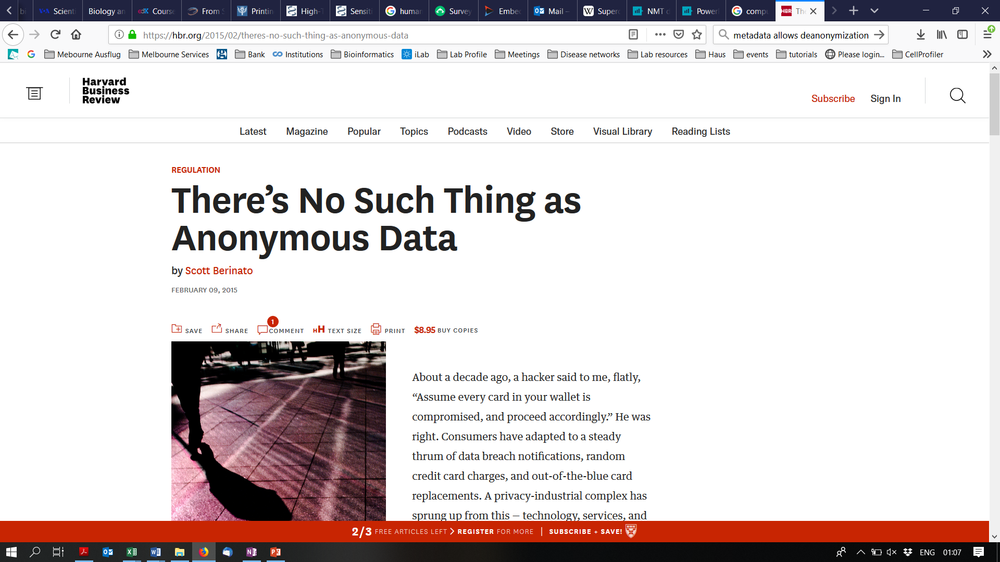 Scienti
Biology an
edX Course
From S
Printin
High-T
Sensiti
human
Survey
Embed
Mail –
Superc
NMT d
Power
compu
HBR The
https://hbr.org/2015/02/theres-no-such-thing-as-anonymous-data
metadata allows deanonymization
Mebourne Ausflug
Melbourne Services
Bank
Institutions
Bioinformatics
iLab
Lab Profile
Meetings
Disease networks
Lab resources
Haus
events
tutorials
Please login...
CellProfiler
Harvard
Business
Review
Subscribe Sign In
Latest Magazine Popular Topics Podcasts Video Store Visual Library Reading Lists
REGULATION
There’s No Such Thing as
Anonymous Data
by Scott Berinato
FEBRUARY 09, 2015
SAVE SHARE 1 COMMENT HH TEXT SIZE PRINT $8.95 BUY COPIES
About a decade ago, a hacker said to me, flatly,
“Assume every card in your wallet is
compromised, and proceed accordingly.” He was
right. Consumers have adapted to a steady
thrum of data breach notifications, random
credit card charges, and out-of-the-blue card
replacements. A privacy-industrial complex has
sprung up from this – technology, services, and
2/3 FREE ARTICLES LEFT > REGISTER FOR MORE | SUBSCRIBE + SAVE!
ENG 01:07